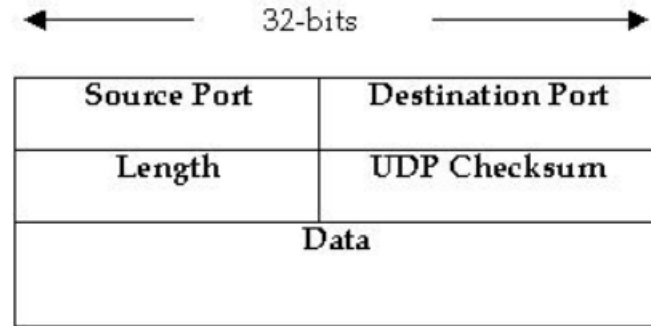 32-bits
Source Port
Destination Port
Length
UDP Checksum
Data